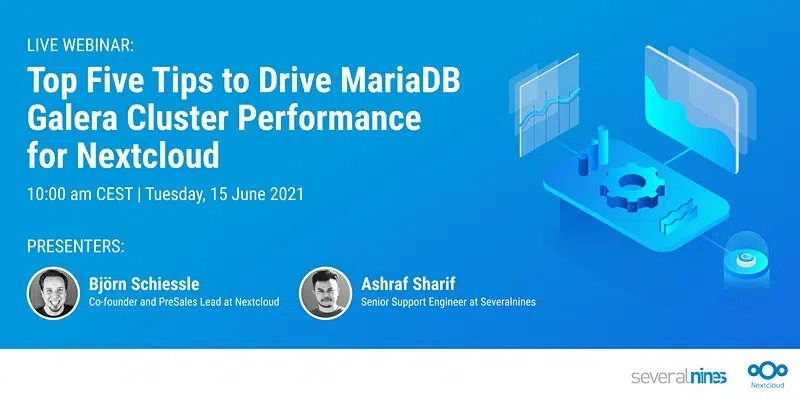 LIVE WEBINAR:
Top Five Tips to Drive MariaDB
Galera Cluster Performance
for Nextcloud
10:00 am CEST | Tuesday, 15 June 2021
PRESENTERS:
Björn Schiessle
Co-founder and PreSales Lead at Nextcloud
Ashraf Sharif
Senior Support Engineer at Severalnines
severalnines
Nextcloud